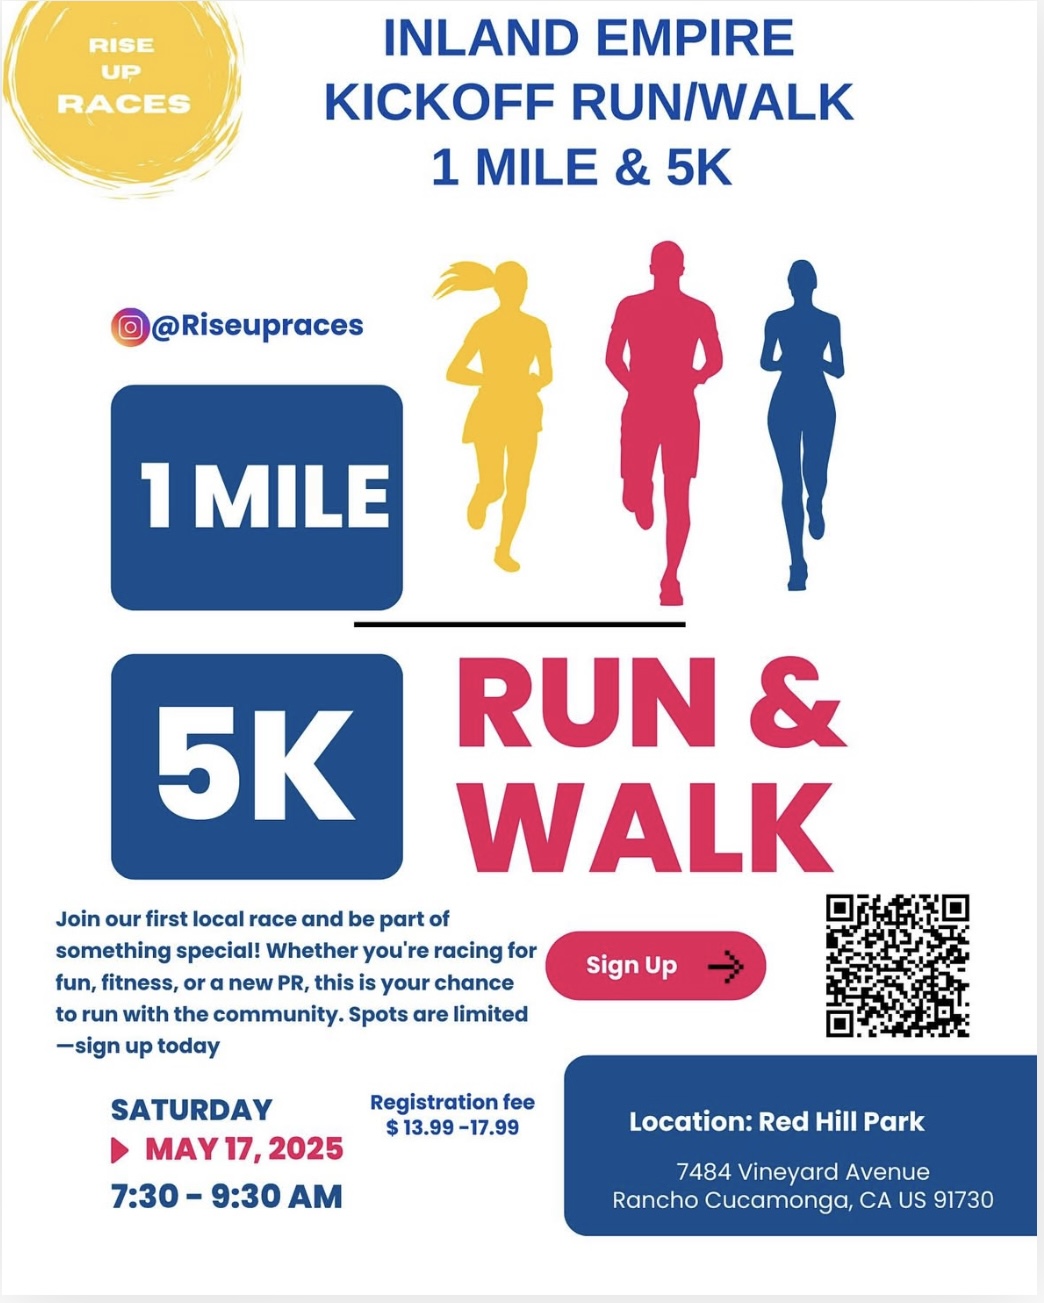 RISE
UP
RACES
INLAND EMPIRE
KICKOFF RUN/WALK
1 MILE & 5K
@Riseupraces
1 MILE
5K
RUN &
WALK
Join our first local race and be part of
something special! Whether you're racing for
fun, fitness, or a new PR, this is your chance
to run with the community. Spots are limited
—sign up today
Sign Up
SATURDAY
MAY 17, 2025
7:30 – 9:30 AM
Registration fee
$ 13.99 -17.99
Location: Red Hill Park
7484 Vineyard Avenue
Rancho Cucamonga, CA US 91730